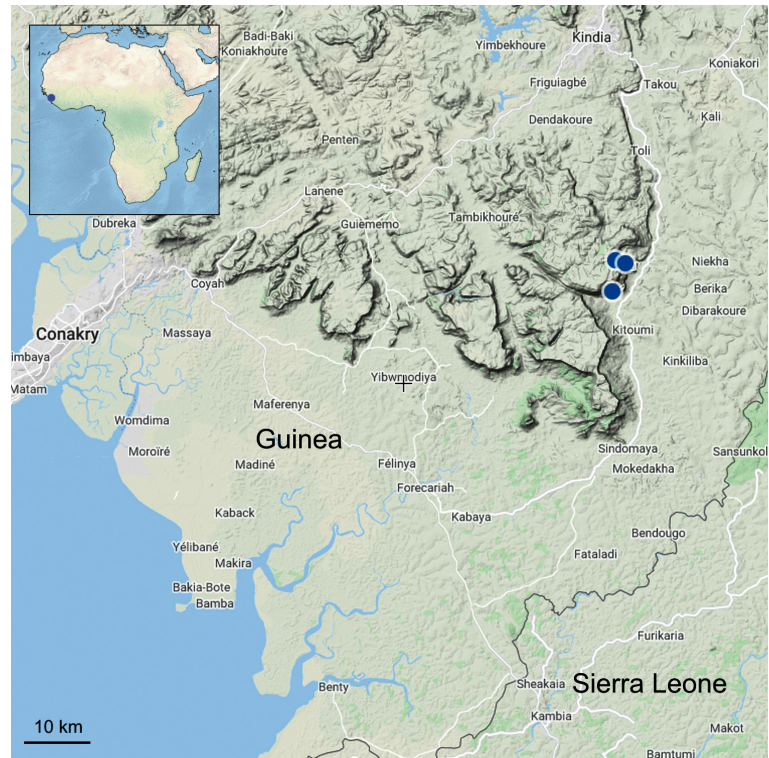 Badi-Baki
Koniakhoure
Yimbekhoure
Kindia
Koniakori
Friguiagbé
Takou
Dendakoure
Kali
Penten
Toli
Lanene
Tambikhouré
Dubreka
Guiememo
Niekha
Coyah
Berika
Dibarakoure
Conakry
Massaya
Kitoumi
imbaya
Kinkiliba
Yibwrnodiya
Matam
Maferenya
Womdima
Guinea
Moroïré
Sindomaya
Sansunkol
Madiné
Félinya
Mokedakha
Forecariah
Kaback
Kabaya
Bendougo
Yélibané
Fataladi
Makira
Bakia-Bote
Bamba
Furikaria
Benty
Sheakaia
Sierra Leone
Kambia
10 km
Makot
Bamtumi